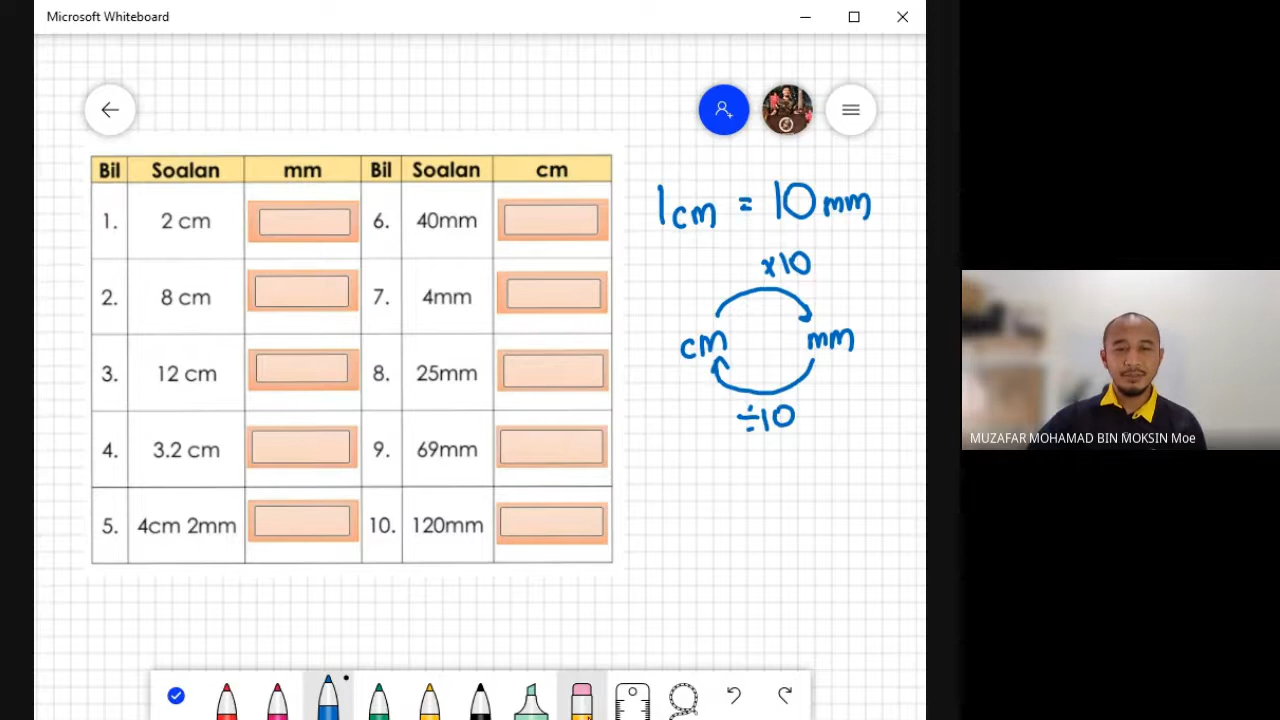 Microsoft Whiteboard
Bil Soalan mm Bil Soalan cm
1. 2 cm 6. 40mm
2. 8 cm 7. 4mm
3. 12 cm 8. 25mm
4. 3.2 cm 9. 69mm
5. 4cm 2mm 10. 120mm
1cm = 10mm
x10
cm mm
÷10
MUZAFAR MOHAMAD BIN MOKSIN Moe